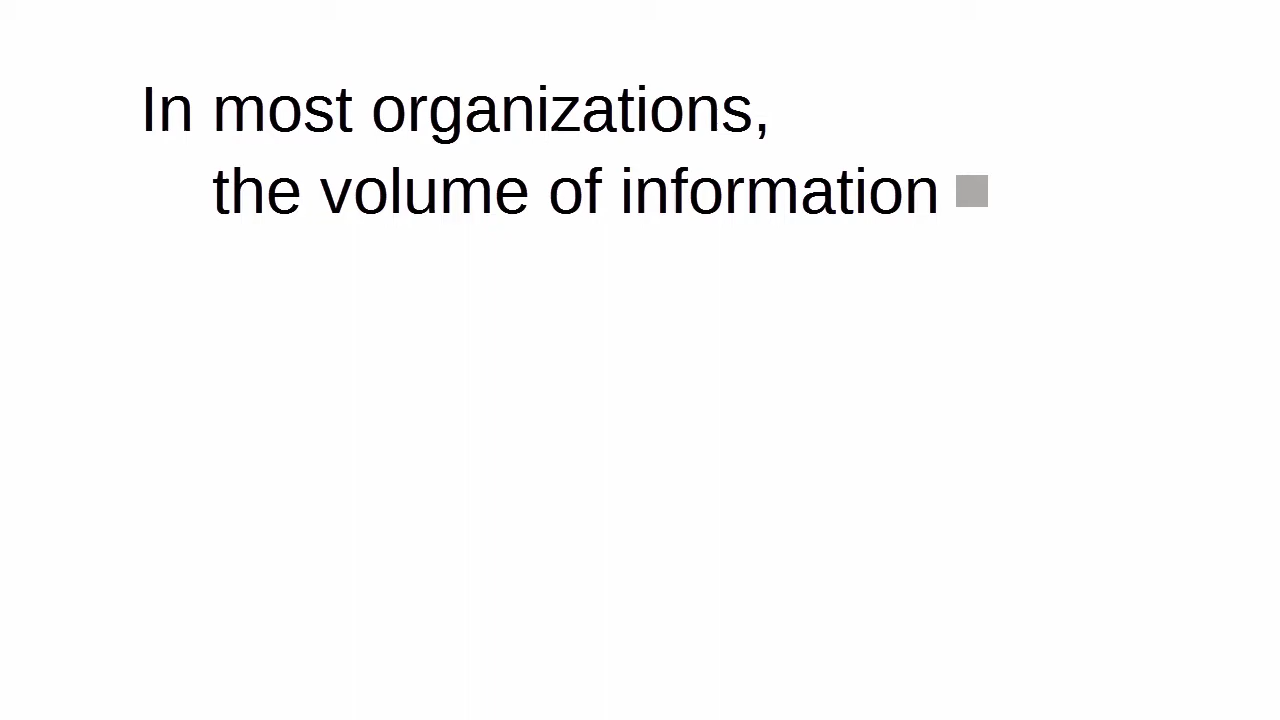 In most organizations,
the volume of information